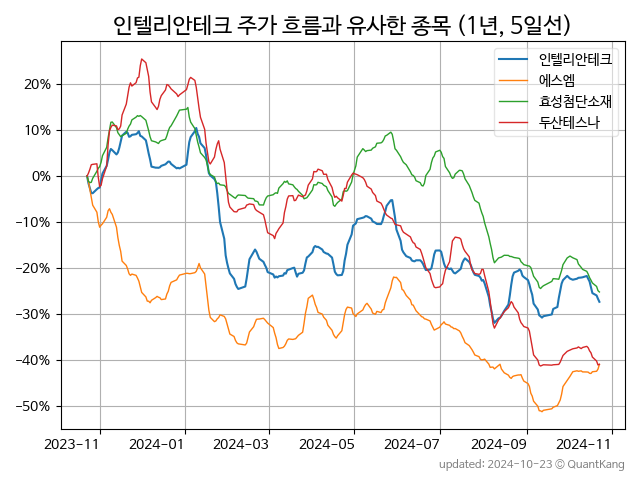 인텔리안테크 주가 흐름과 유사한 종목 (1년, 5일선)
인텔리안테크
에스엠
효성첨단소재
두산테스나
20%
10%
0%
−10%
−20%
−30%
−40%
−50%
2023-11
2024-01
2024-03
2024-05
2024-07
2024-09
2024-11
updated: 2024-10-23 © QuantKang